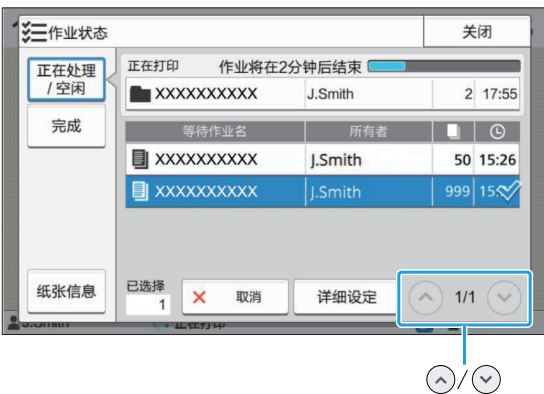 作业状态
关闭
正在处理
/ 空闲
完成
纸张信息
正在打印 作业将在2分钟后结束
XXXXXXXXXX J.Smith 2 17:55
等待作业名 所有者
XXXXXXXXXX J.Smith 50 15:26
XXXXXXXXXX J.Smith 999 15:
已选择
1
取消
详细设定
1/1
J.Smith
正在打印
/